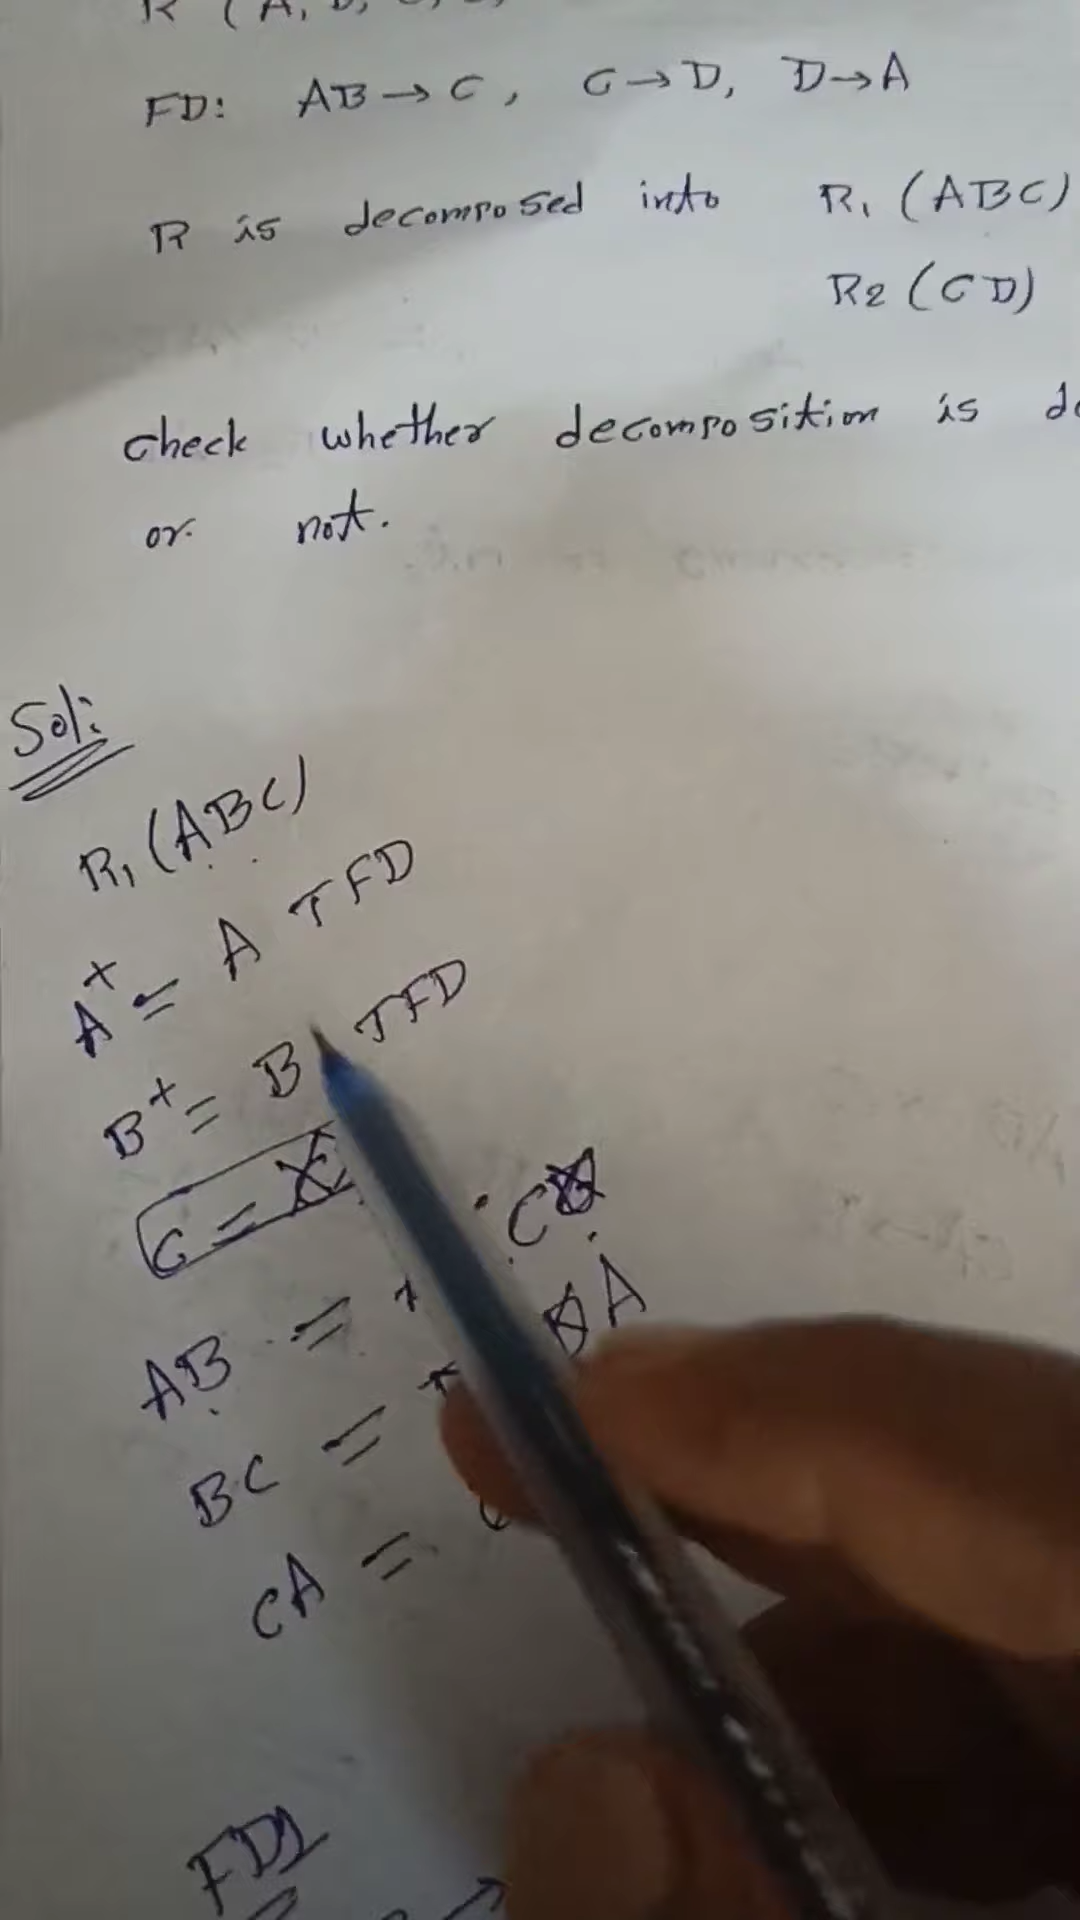 R (A, B,
FD: AB → C, C → D, D → A
R is decomposed into R1 (ABC)
R2 (CD)
check whether decomposition is
or not.
Sol:
R1 (ABC)
A+ = A TFD
B+ = B TFD
C =
AB = C
BC = A
CA =
FD1